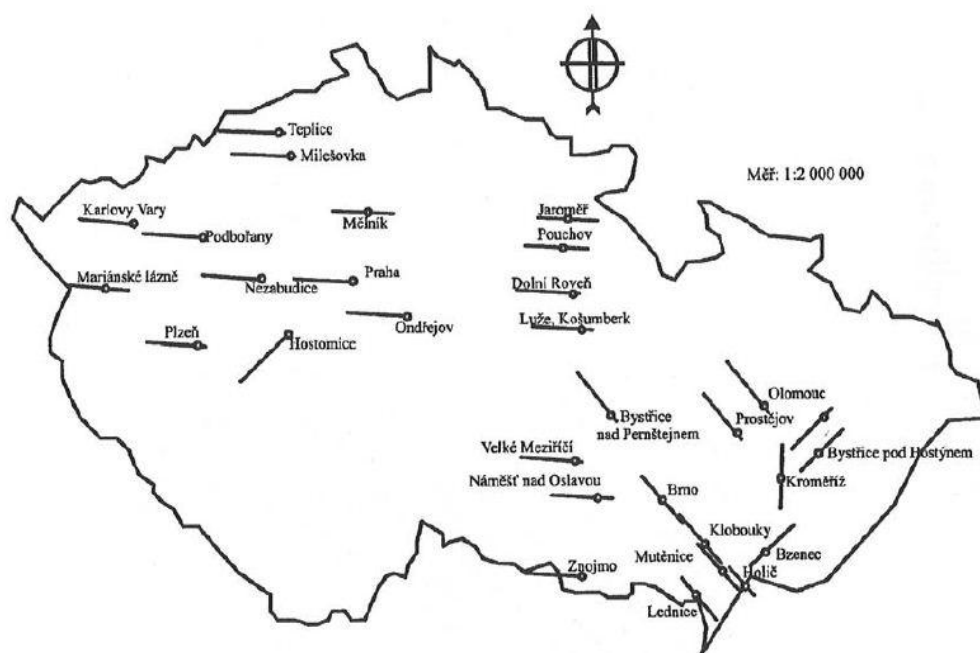 Teplice
Milešovka
Měř: 1:2 000 000
Karlovy Vary
Mělník
Jaroměř
Podbořany
Pouchov
Mariánské lázně
Nezabudice
Praha
Dolní Roveň
Ondřejov
Luže, Košumberk
Plzeň
Hostomice
Olomouc
Bystřice
nad Pernštejnem
Prostějov
Velké Meziříčí
Bystřice pod Hostýnem
Náměšť nad Oslavou
Kroměříž
Brno
Klobouky
Mutěnice
Bzenec
Znojmo
Holič
Lednice